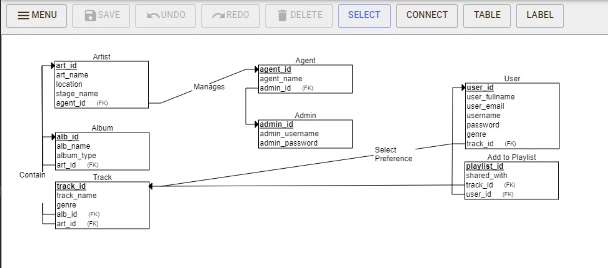 MENU SAVE UNDO REDO DELETE SELECT CONNECT TABLE LABEL
Artist
art_id
art_name
location
stage_name
agent_id (FK)
Manages
Agent
agent_id
agent_name
admin_id (FK)
Admin
admin_id
admin_username
admin_password
Album
alb_id
alb_name
album_type
art_id (FK)
Contain
Track
track_id
track_name
genre
alb_id (FK)
art_id (FK)
Select
Preference
User
user_id
user_fullname
user_email
username
password
genre
track_id (FK)
Add to Playlist
playlist_id
shared_with
track_id (FK)
user_id (FK)